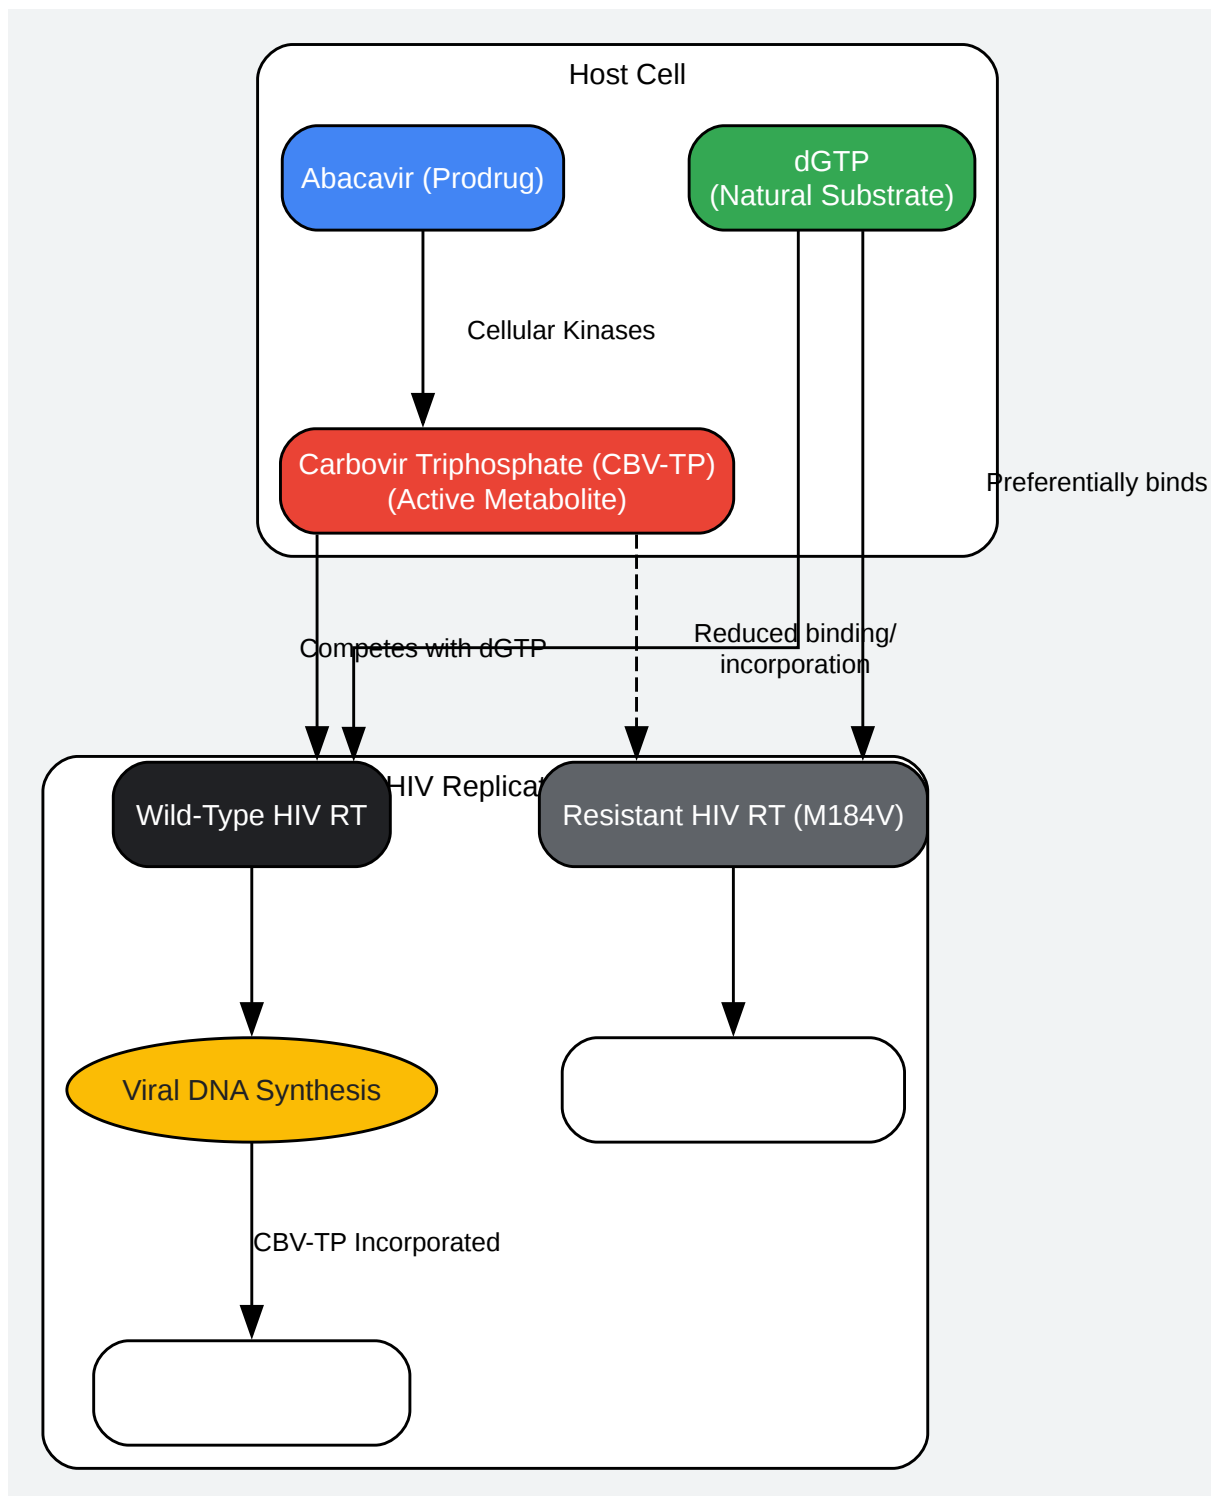 Host Cell
Abacavir (Prodrug)
dGTP
(Natural Substrate)
Cellular Kinases
Carbovir Triphosphate (CBV-TP)
(Active Metabolite)
Preferentially binds
Competes with dGTP
Reduced binding/
incorporation
HIV
Wild-Type HIV RT
Resistant HIV RT (M184V)
Viral DNA Synthesis
CBV-TP Incorporated